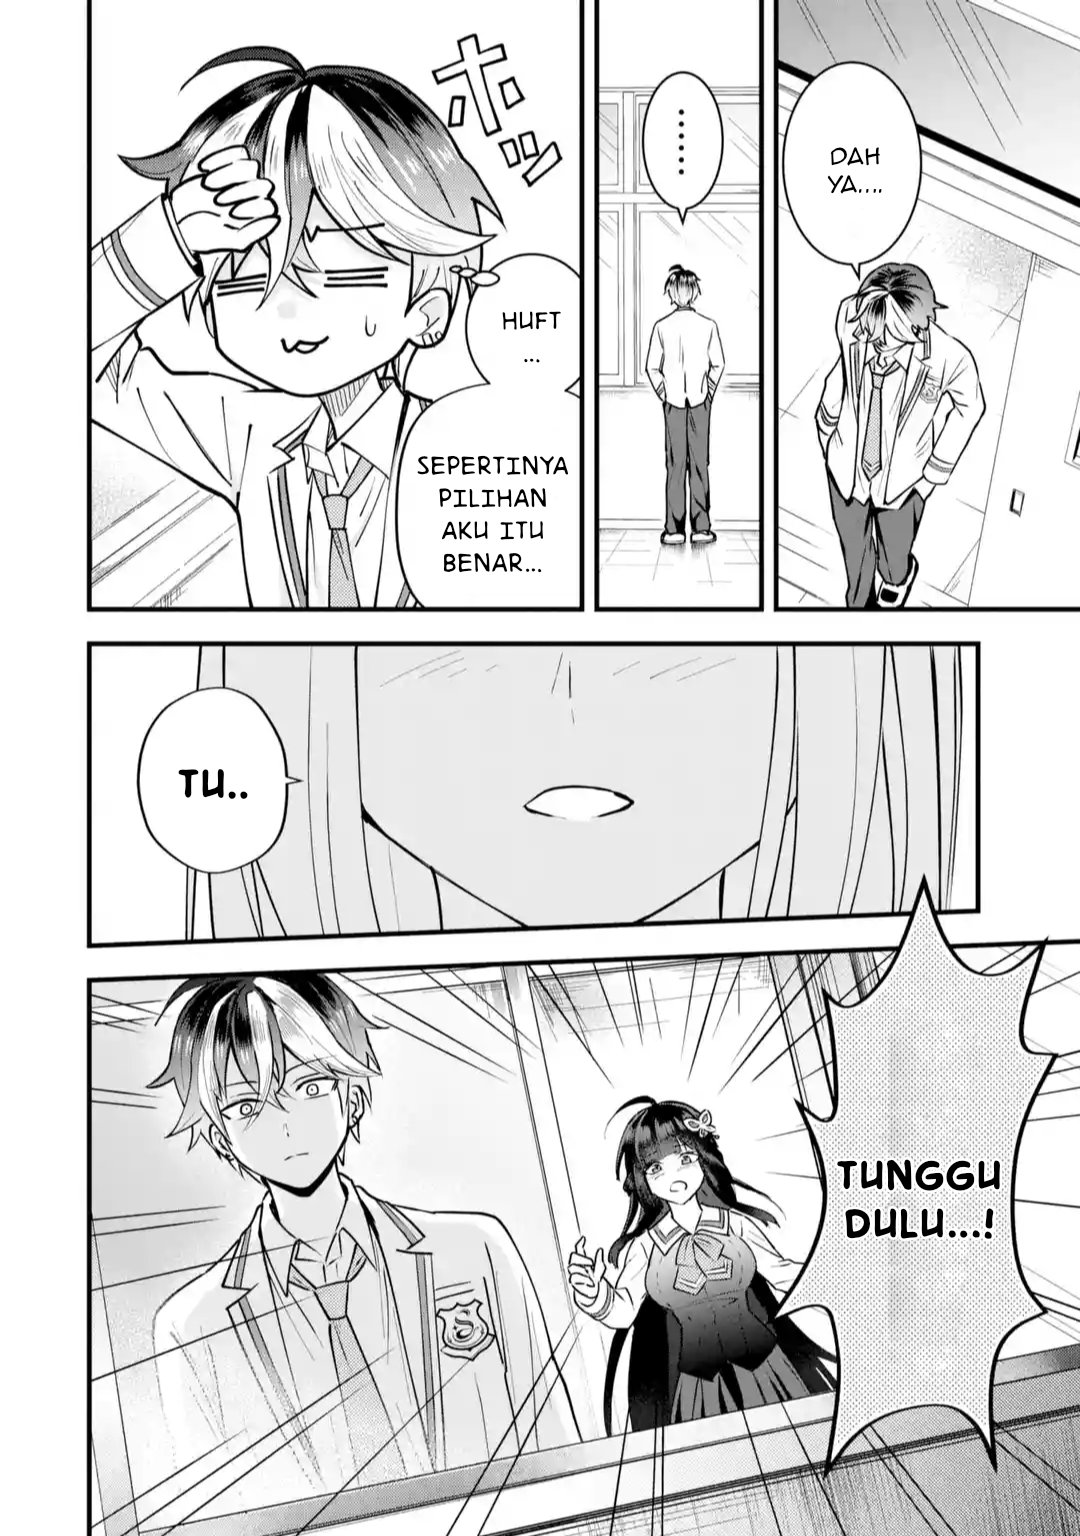 DAH
YA....
......
ホッ
HUFT
...
SEPERTINYA
PILIHAN
AKU ITU
BENAR...
TU..
TUNGGU
DULU...!
S